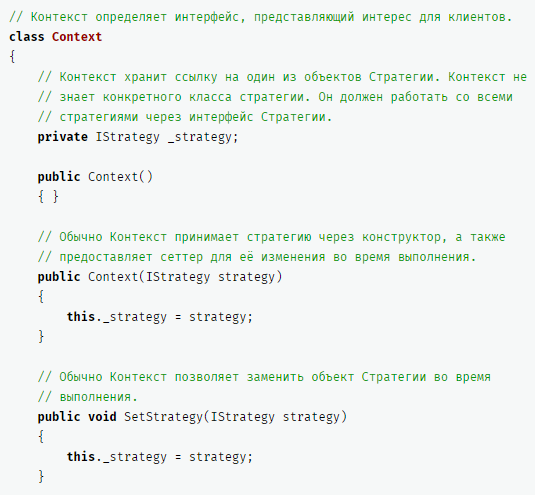 // Контекст определяет интерфейс, представляющий интерес для клиентов.
class Context
{
    // Контекст хранит ссылку на один из объектов Стратегии. Контекст не
    // знает конкретного класса стратегии. Он должен работать со всеми
    // стратегиями через интерфейс Стратегии.
    private IStrategy _strategy;

    public Context()
    { }

    // Обычно Контекст принимает стратегию через конструктор, а также
    // предоставляет сеттер для её изменения во время выполнения.
    public Context(IStrategy strategy)
    {
        this._strategy = strategy;
    }

    // Обычно Контекст позволяет заменить объект Стратегии во время
    // выполнения.
    public void SetStrategy(IStrategy strategy)
    {
        this._strategy = strategy;
    }